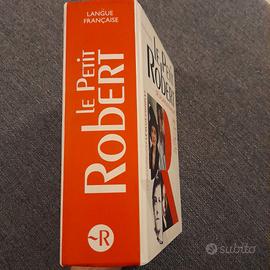 LANGUE
FRANÇAISE
Le Petit
Robert
~R
Le Petit
Robert
subito